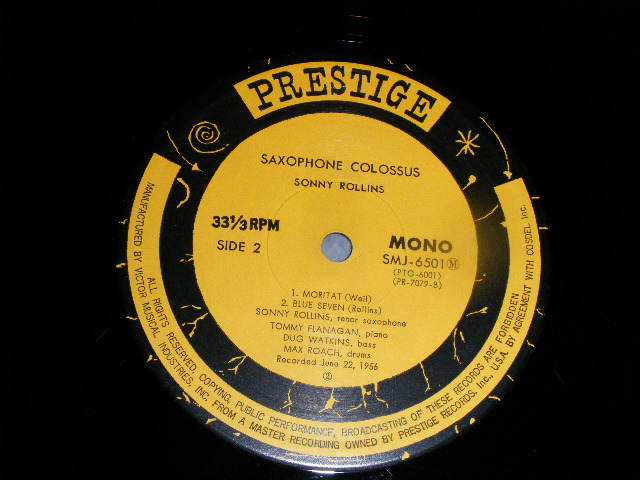 PRESTIGE
SAXOPHONE COLOSSUS
SONNY ROLLINS
33⅓ RPM
SIDE 2
MONO
SMJ-6501 Ⓜ
(PTG-6001)
(PR-7079-B)
1. MORITAT (Weil)
2. BLUE SEVEN (Rollins)
SONNY ROLLINS, tenor saxophone
TOMMY FLANAGAN, piano
DUG WATKINS, bass
MAX ROACH, drums
Recorded June 22, 1956
②
ALL RIGHTS RESERVED, COPYING, PUBLIC PERFORMANCE, BROADCASTING OF THESE RECORDS ARE FORBIDDEN
MANUFACTURED BY VICTOR MUSICAL INDUSTRIES, INC. FROM A MASTER RECORDING OWNED BY PRESTIGE RECORDS, Inc., U.S.A. BY AGREEMENT WITH COSDEL Inc.